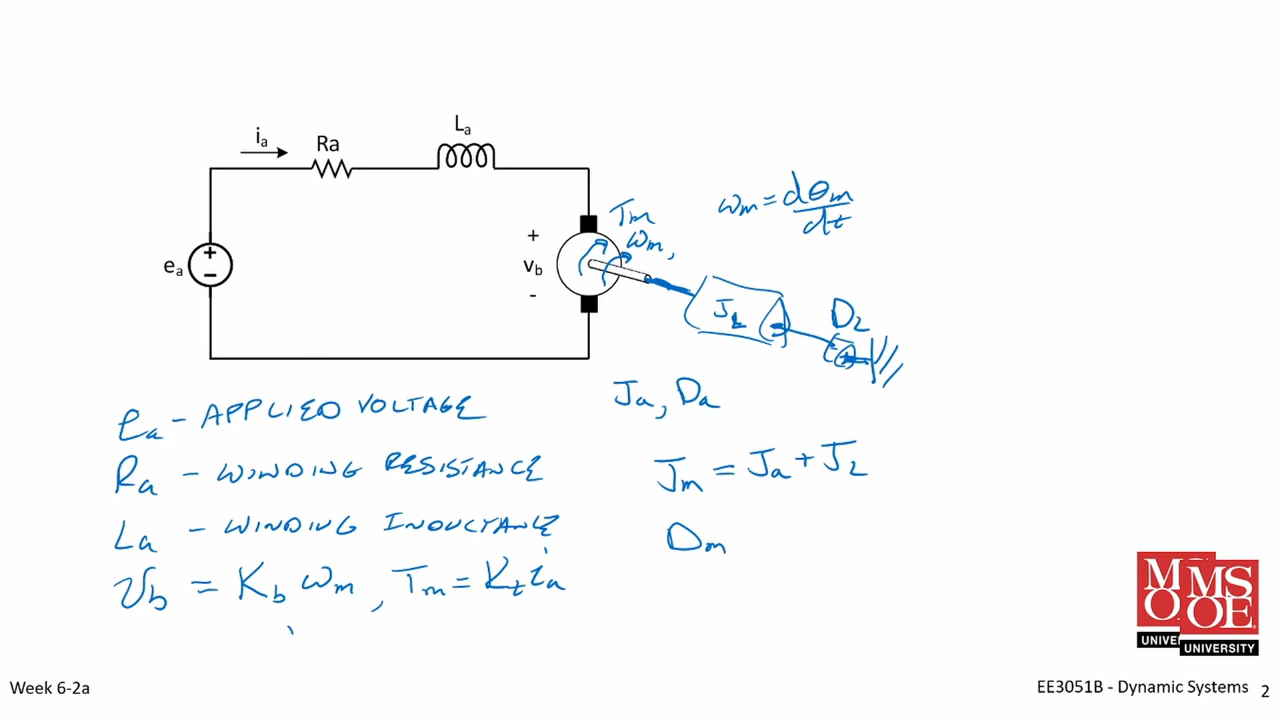 iₐ
Ra
Lₐ
eₐ
+
-
+
vb
-
Tm
ωm,
ωm = dθm/dt
JL
D2
eₐ - APPLIED VOLTAGE
Rₐ - WINDING RESISTANCE
Lₐ - WINDING INDUCTANCE
vb = Kb ωm, Tm = Kt iₐ
Jₐ, Dₐ
Jm = Jₐ + J2
Dm
MSOE
UNIVERSITY
Week 6-2a
EE3051B - Dynamic Systems 2